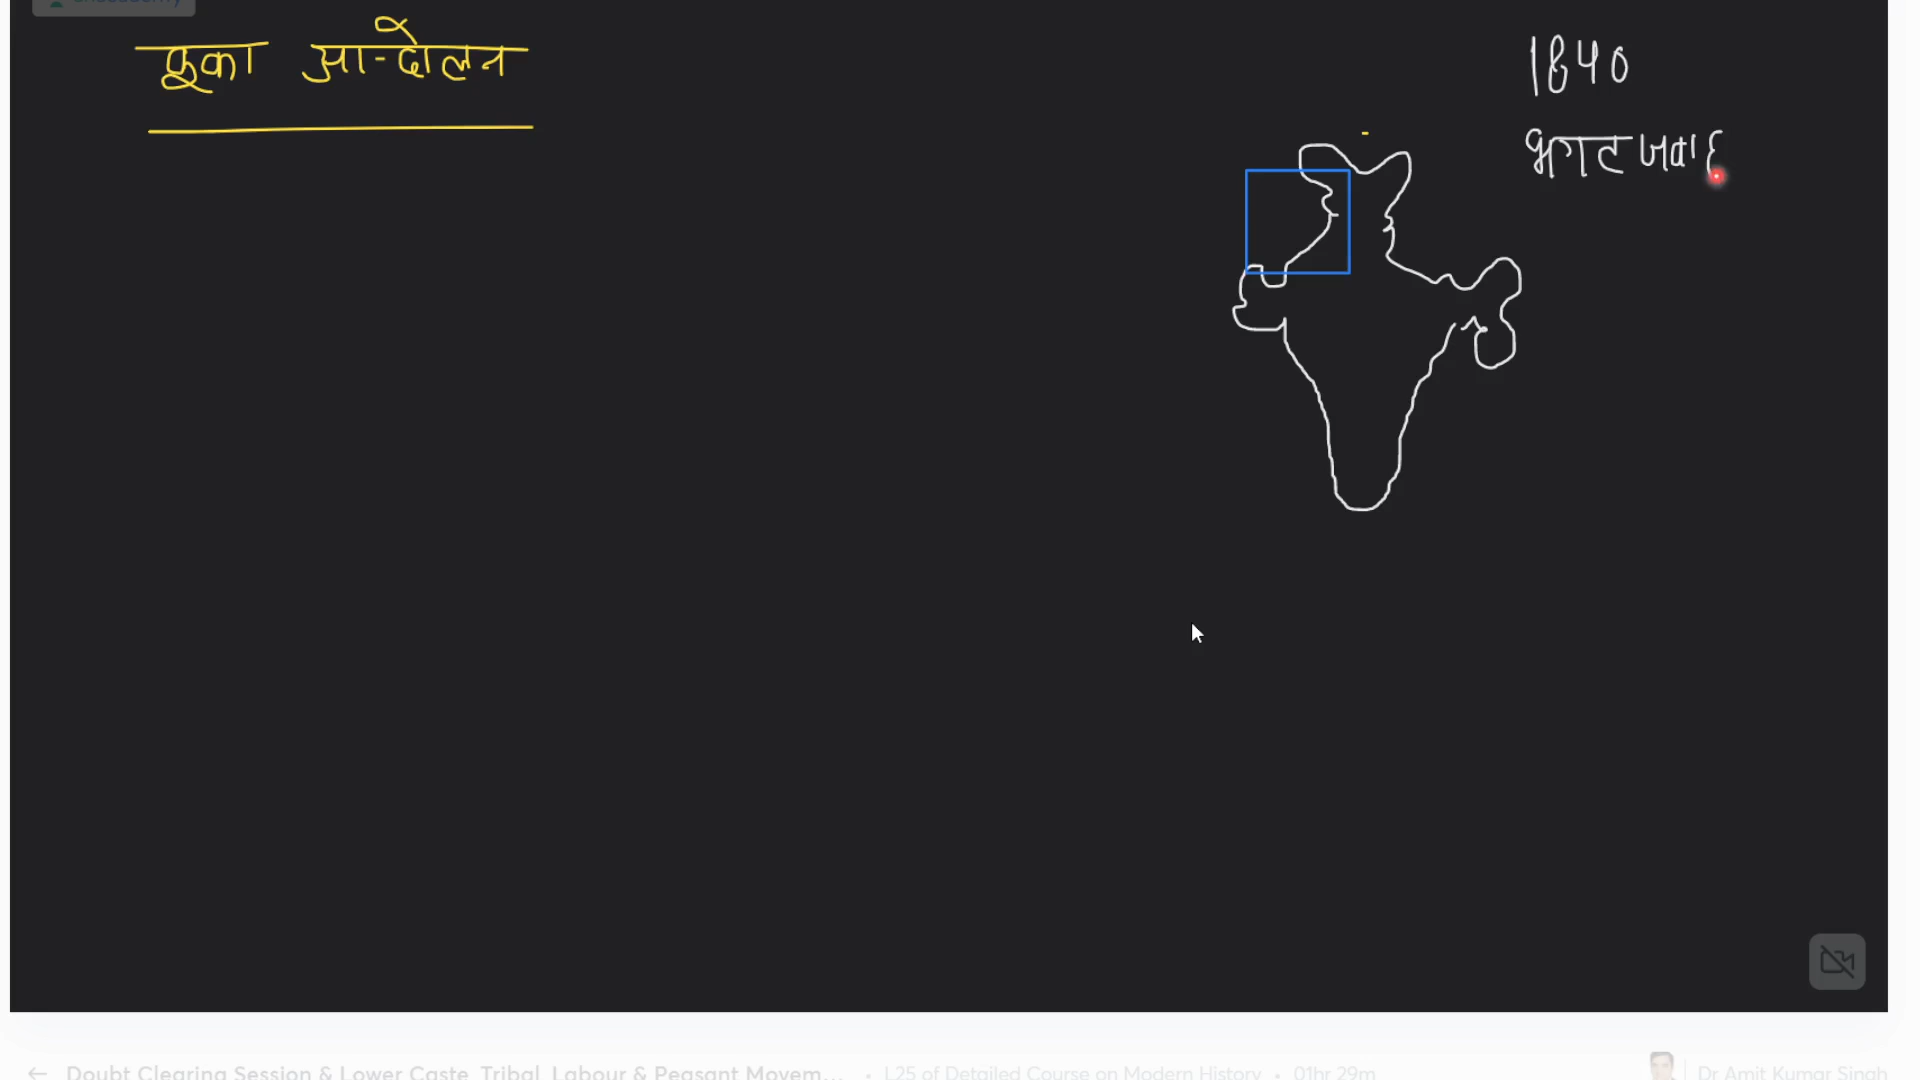 कूका आन्दोलन
1840
भगत जवाह
Doubt Clearing Session & Lower Caste, Tribal, Labour & Peasant Movem... • L25 of Detailed Course on Modern History • 01hr 29m
Dr Amit Kumar Singh